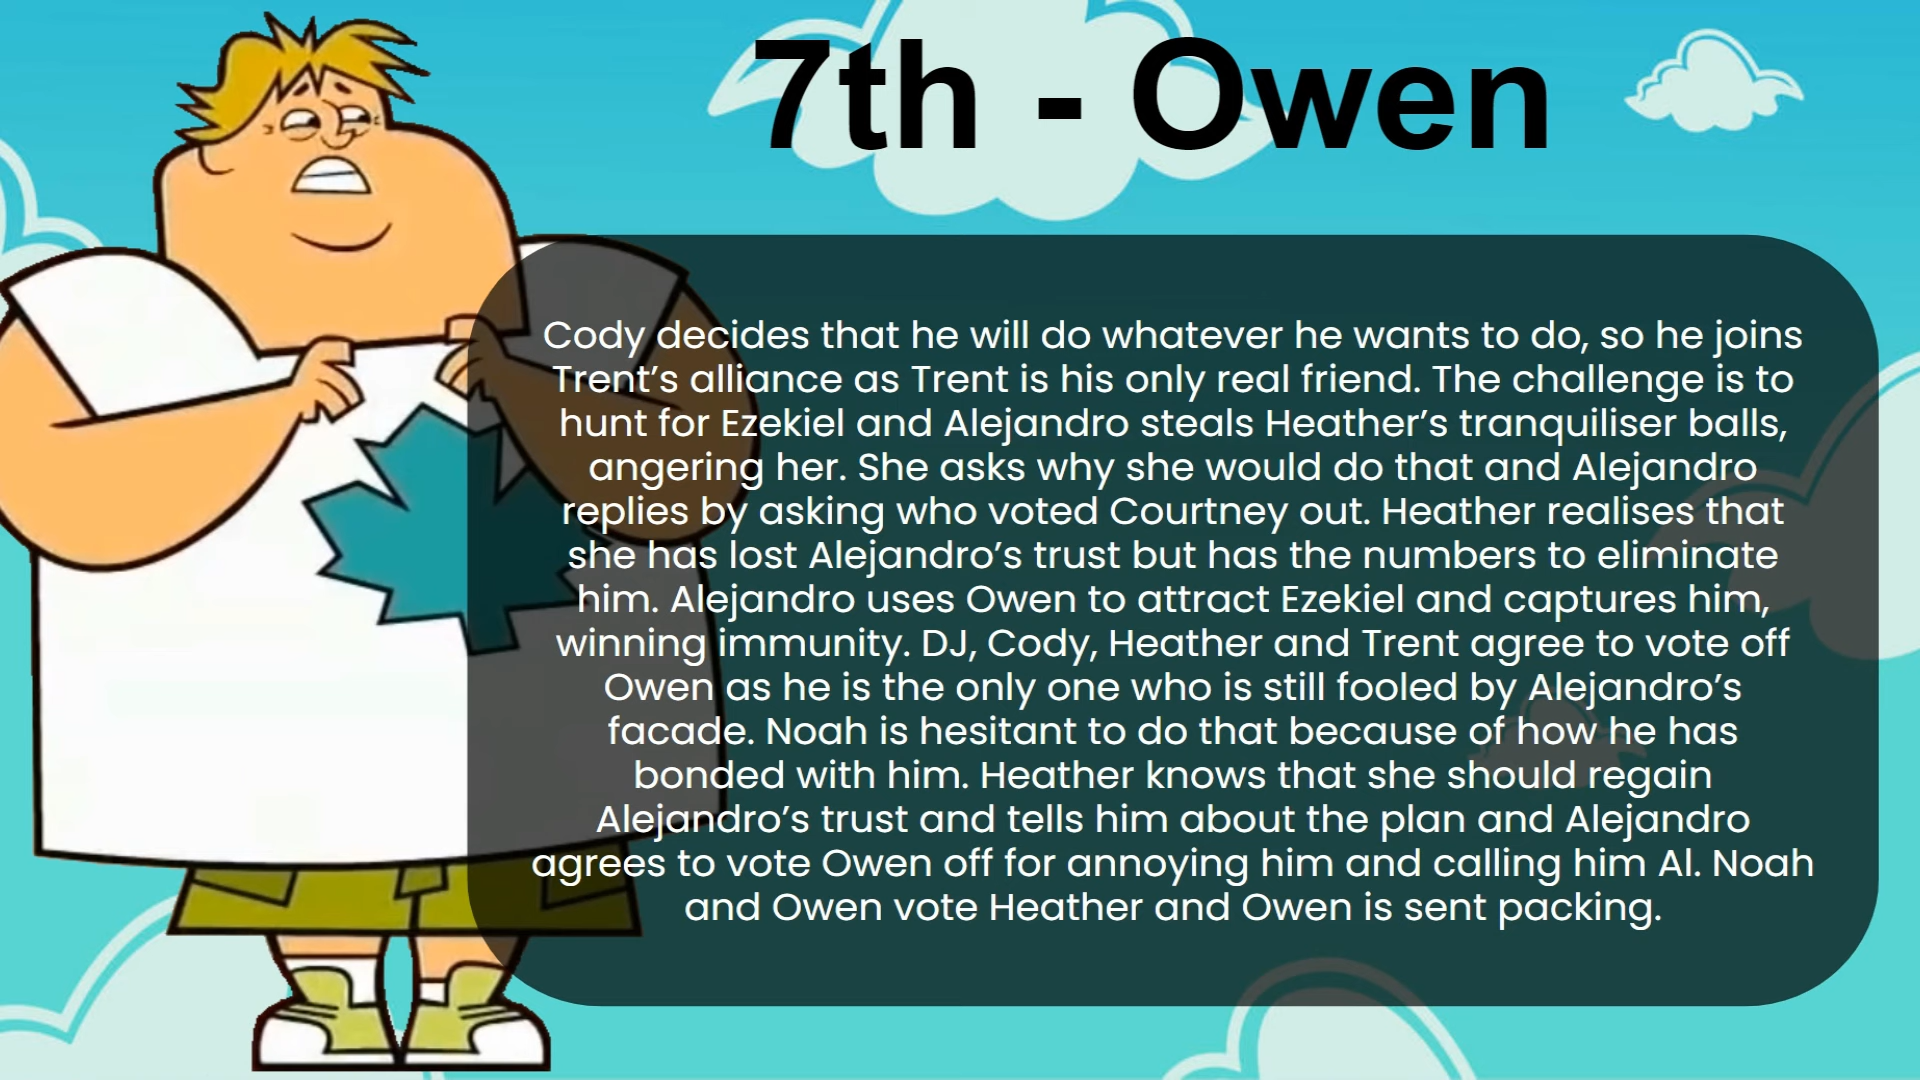 7th - Owen
Cody decides that he will do whatever he wants to do, so he joins
Trent’s alliance as Trent is his only real friend. The challenge is to
hunt for Ezekiel and Alejandro steals Heather’s tranquiliser balls,
angering her. She asks why she would do that and Alejandro
replies by asking who voted Courtney out. Heather realises that
she has lost Alejandro’s trust but has the numbers to eliminate
him. Alejandro uses Owen to attract Ezekiel and captures him,
winning immunity. DJ, Cody, Heather and Trent agree to vote off
Owen as he is the only one who is still fooled by Alejandro’s
facade. Noah is hesitant to do that because of how he has
bonded with him. Heather knows that she should regain
Alejandro’s trust and tells him about the plan and Alejandro
agrees to vote Owen off for annoying him and calling him Al. Noah
and Owen vote Heather and Owen is sent packing.